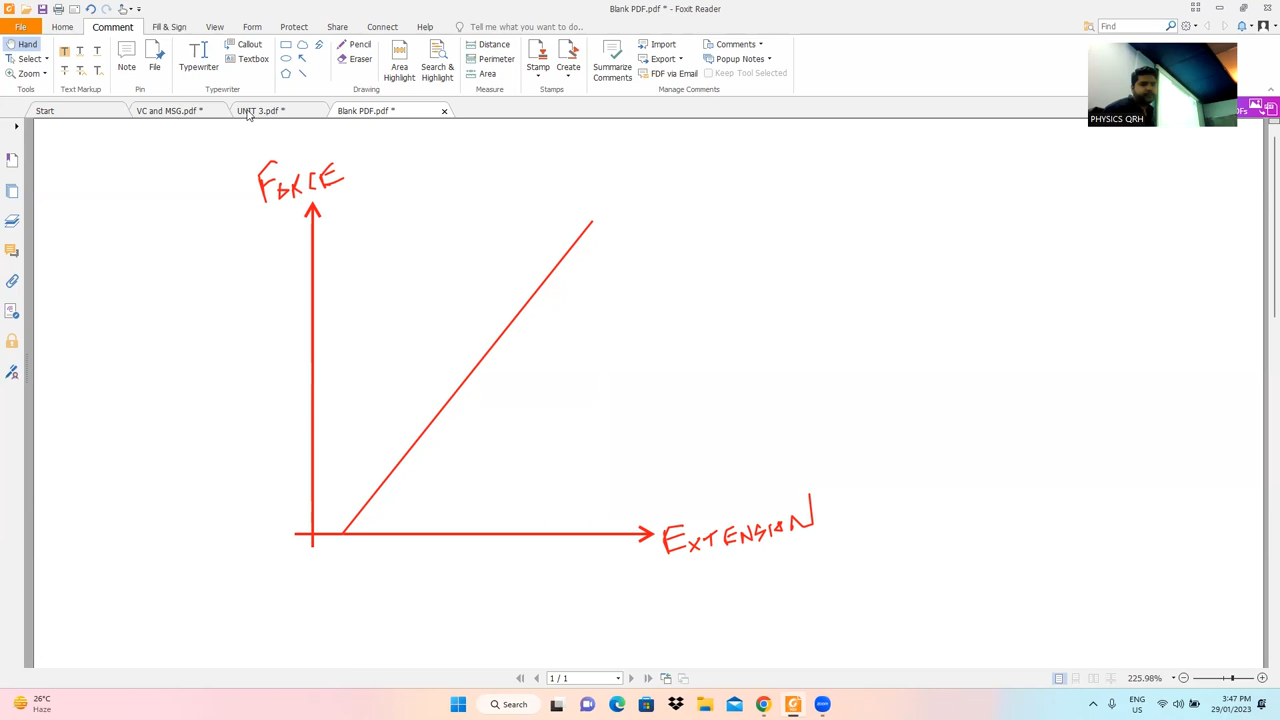 Blank PDF.pdf * - Foxit Reader
File Home Comment View Form Protect Share Connect Help Tell me what you want to do..
Fill & Sign
Find
Hand
Select
Zoom
Tools
Text Markup
Note
File
Pin
Typewriter
Callout
Textbox
Typewriter
Pencil
Eraser
Drawing
Area Highlight
Search & Highlight
Distance
Perimeter
Area
Measure
Stamp
Create
Stamps
Summarize Comments
Import
Export
FDF via Email
Comments
Popup Notes
Keep Tool Selected
Manage Comments
PHYSICS QRH
Start
VC and MSG.pdf *
UNIT 3.pdf *
Blank PDF.pdf *
FORCE
EXTENSION
1 / 1
225.98%
26°C
Haze
Search
ENG
US
3:47 PM
29/01/2023